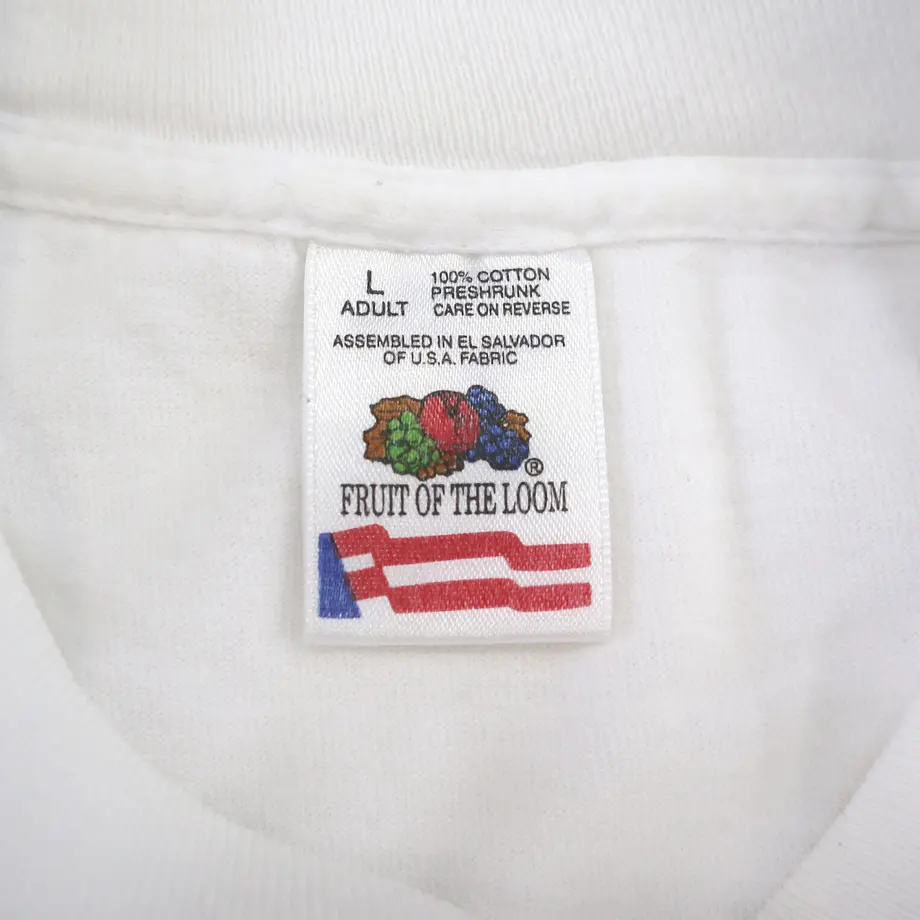 L
ADULT
100% COTTON
PRESHRUNK
CARE ON REVERSE
ASSEMBLED IN EL SALVADOR
OF U.S.A. FABRIC
®
FRUIT OF THE LOOM